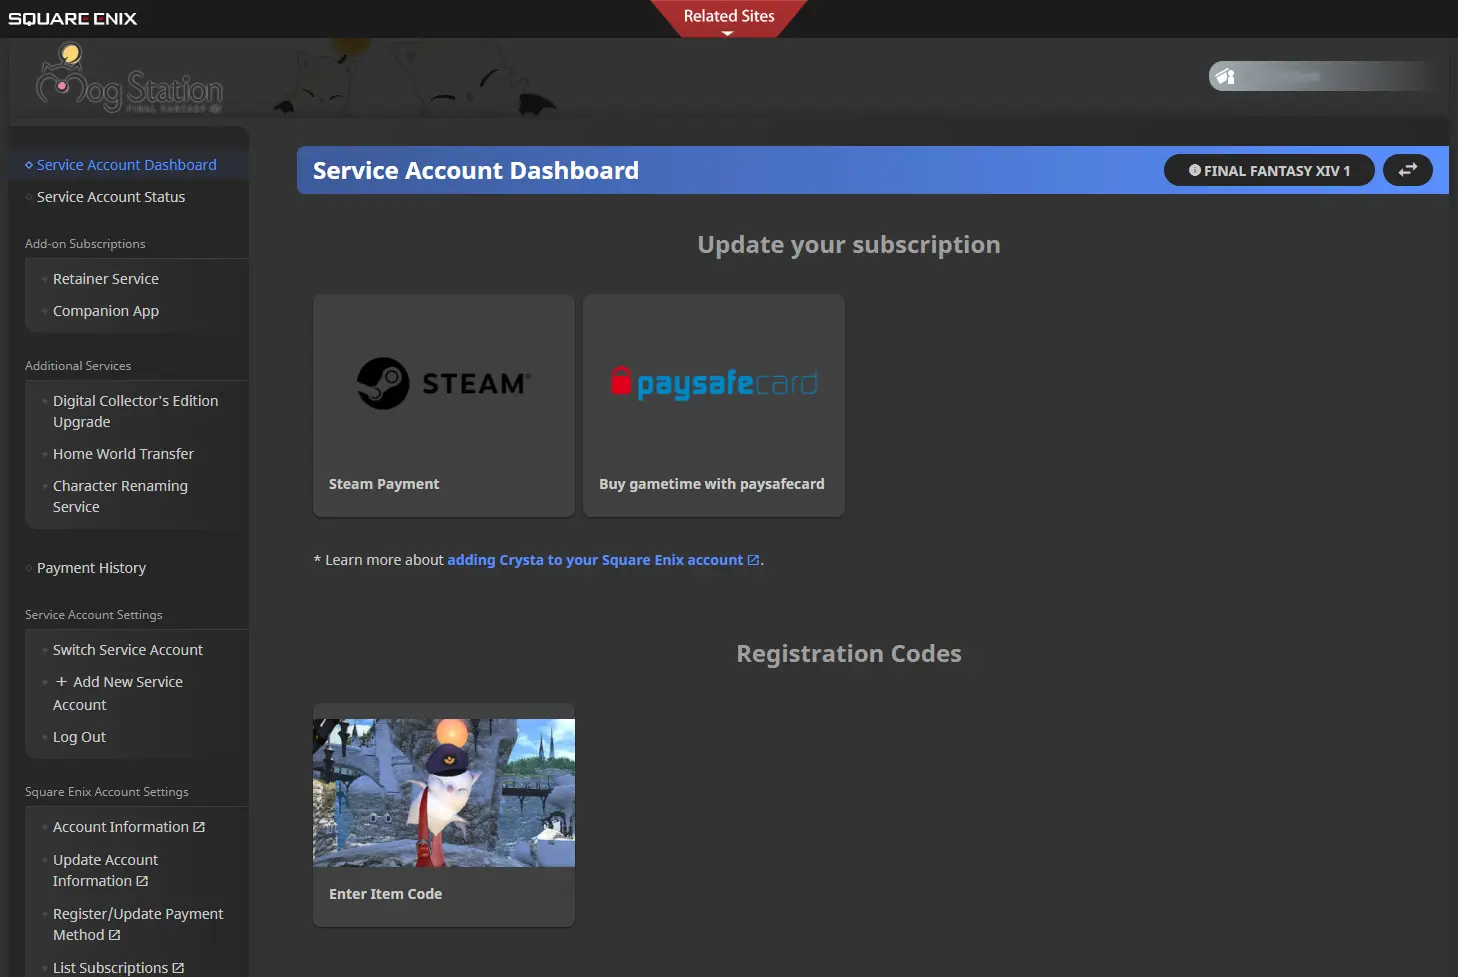 SQUARE ENIX
Related Sites
Mog Station
FINAL FANTASY XIV
Service Account Dashboard
Service Account Status
Add-on Subscriptions
Retainer Service
Companion App
Additional Services
Digital Collector's Edition
Upgrade
Home World Transfer
Character Renaming
Service
Payment History
Service Account Settings
Switch Service Account
+ Add New Service
Account
Log Out
Square Enix Account Settings
Account Information
Update Account
Information
Register/Update Payment
Method
List Subscriptions
Service Account Dashboard
FINAL FANTASY XIV 1
Update your subscription
STEAM®
Steam Payment
paysafecard
Buy gametime with paysafecard
* Learn more about adding Crysta to your Square Enix account.
Registration Codes
Enter Item Code